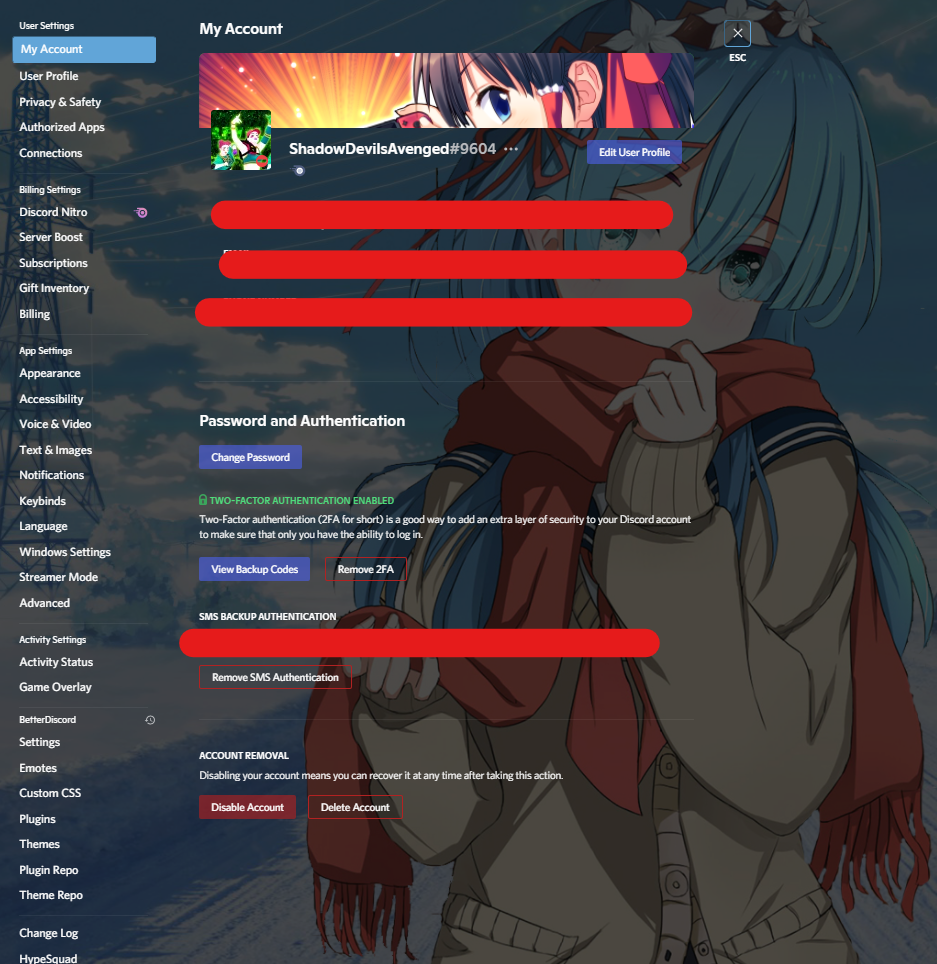 User Settings
My Account
User Profile
Privacy & Safety
Authorized Apps
Connections
Billing Settings
Discord Nitro
Server Boost
Subscriptions
Gift Inventory
Billing
App Settings
Appearance
Accessibility
Voice & Video
Text & Images
Notifications
Keybinds
Language
Windows Settings
Streamer Mode
Advanced
Activity Settings
Activity Status
Game Overlay
BetterDiscord
Settings
Emotes
Custom CSS
Plugins
Themes
Plugin Repo
Theme Repo
Change Log
HypeSquad
My Account
ESC
ShadowDevilsAvenged#9604
Edit User Profile
Password and Authentication
Change Password
TWO-FACTOR AUTHENTICATION ENABLED
Two-Factor authentication (2FA for short) is a good way to add an extra layer of security to your Discord account
to make sure that only you have the ability to log in.
View Backup Codes Remove 2FA
SMS BACKUP AUTHENTICATION
Remove SMS Authentication
ACCOUNT REMOVAL
Disabling your account means you can recover it at any time after taking this action.
Disable Account Delete Account